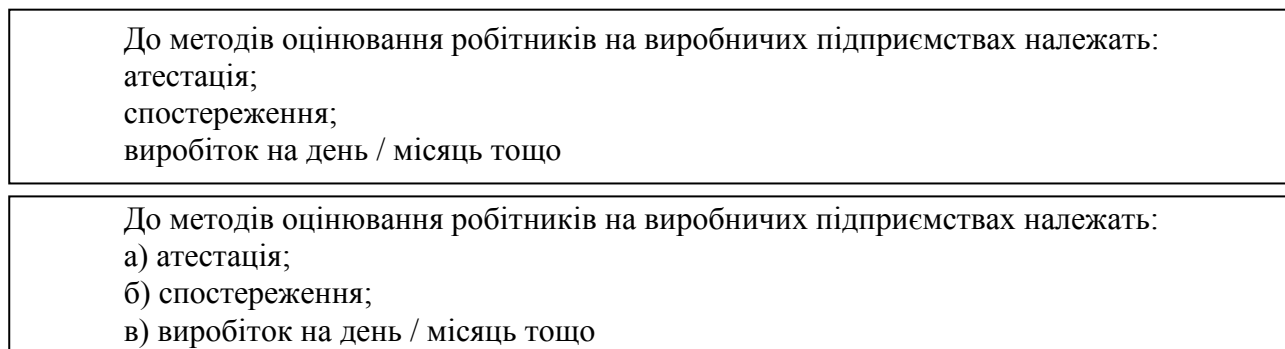 До методів оцінювання робітників на виробничих підприємствах належать:
атестація;
спостереження;
виробіток на день / місяць тощо
До методів оцінювання робітників на виробничих підприємствах належать:
а) атестація;
б) спостереження;
в) виробіток на день / місяць тощо